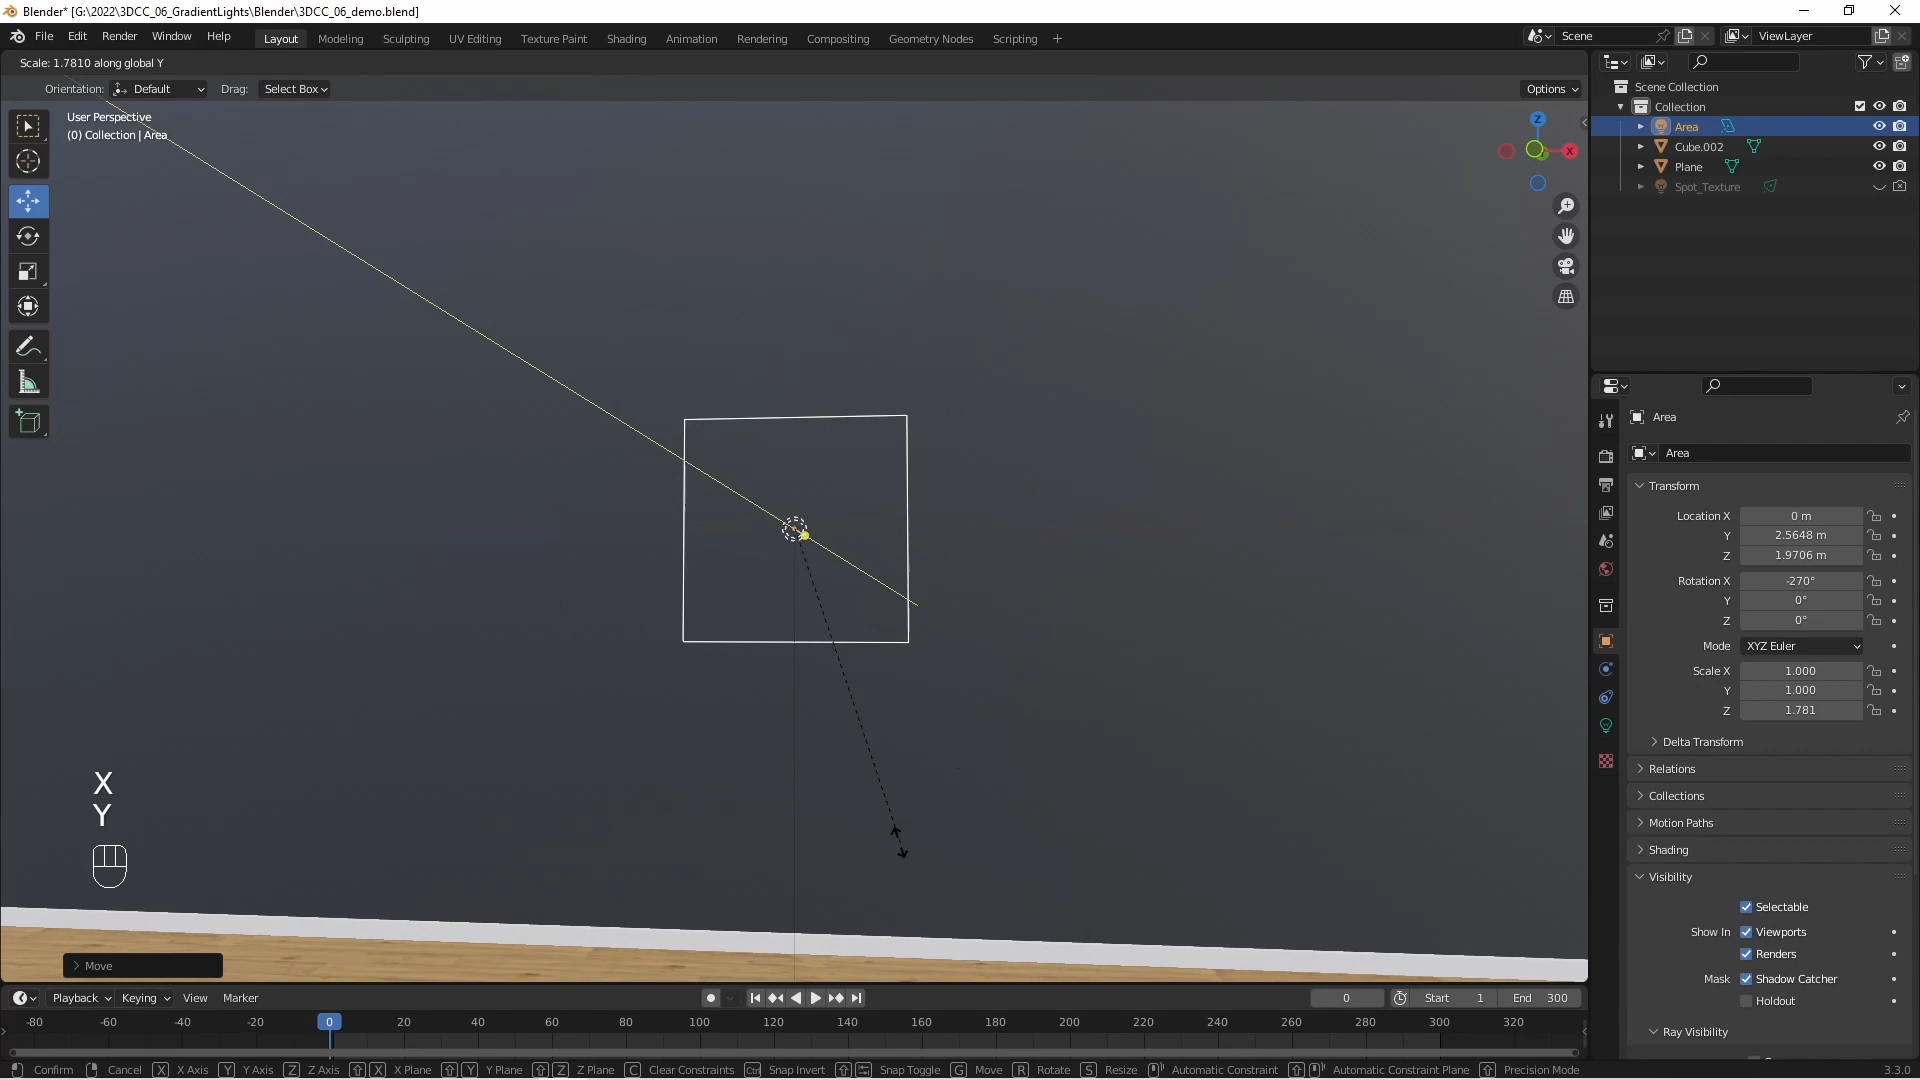 Blender* [G:\2022\3DCC_06_GradientLights\Blender\3DCC_06_demo.blend]
File Edit Render Window Help Layout Modeling Sculpting UV Editing Texture Paint Shading Animation Rendering Compositing Geometry Nodes Scripting + Scene ViewLayer
Scale: 1.7810 along global Y
Orientation: Default Drag: Select Box Options
User Perspective
(0) Collection | Area
Z
X
Scene Collection
Collection
Area
Cube.002
Plane
Spot_Texture
Area
Area
Transform
Location X 0 m
Y 2.5648 m
Z 1.9706 m
Rotation X -270°
Y 0°
Z 0°
Mode XYZ Euler
Scale X 1.000
Y 1.000
Z 1.781
Delta Transform
Relations
Collections
Motion Paths
Shading
Visibility
Selectable
Show In Viewports
Renders
Mask Shadow Catcher
Holdout
Ray Visibility
X
Y
Move
Playback Keying View Marker 0 Start 1 End 300
-80 -60 -40 -20 0 20 40 60 80 100 120 140 160 180 200 220 240 260 280 300 320
Confirm Cancel X X Axis Y Y Axis Z Z Axis X X Plane Y Y Plane Z Z Plane C Clear Constraints Ctrl Snap Invert Snap Toggle G Move R Rotate S Resize Automatic Constraint Automatic Constraint Plane Precision Mode 3.3.0